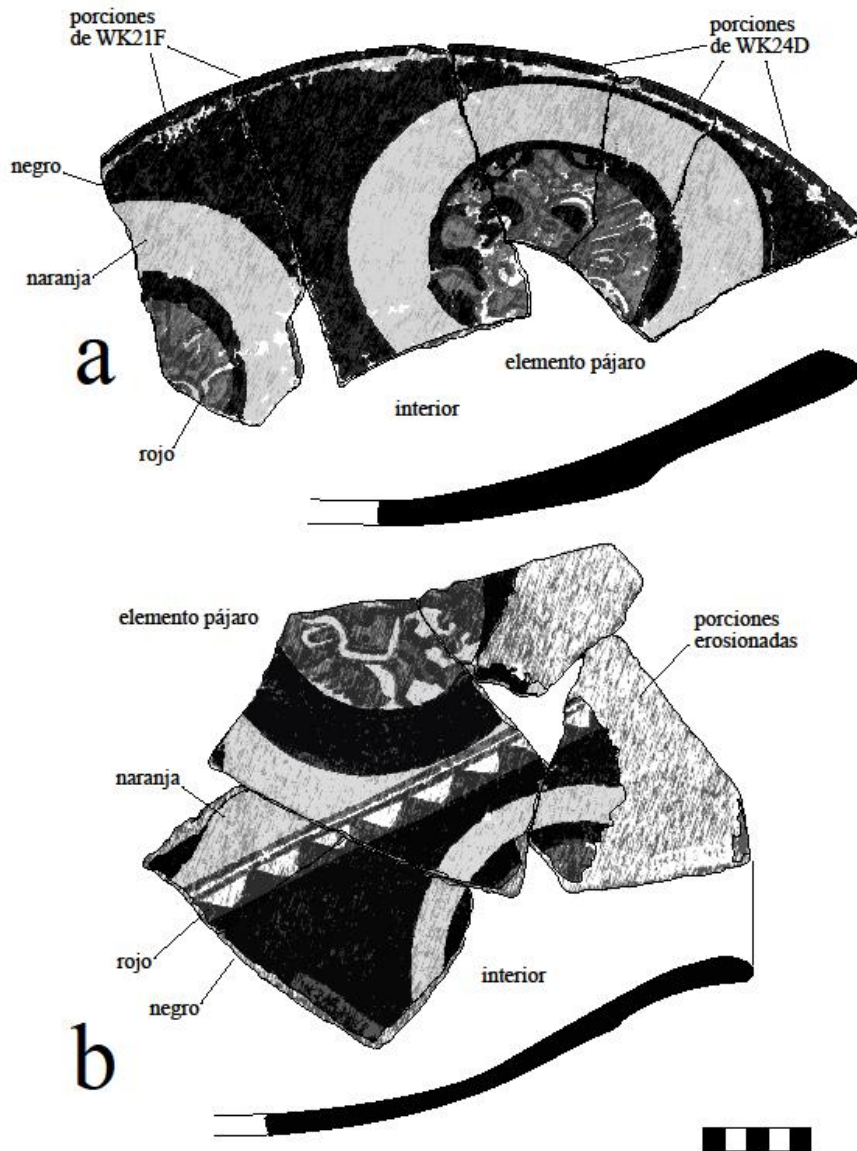 porciones
de WK21F
porciones
de WK24D
negro
naranja
a
elemento pájaro
interior
rojo
elemento pájaro
porciones
erosionadas
naranja
rojo
interior
negro
b